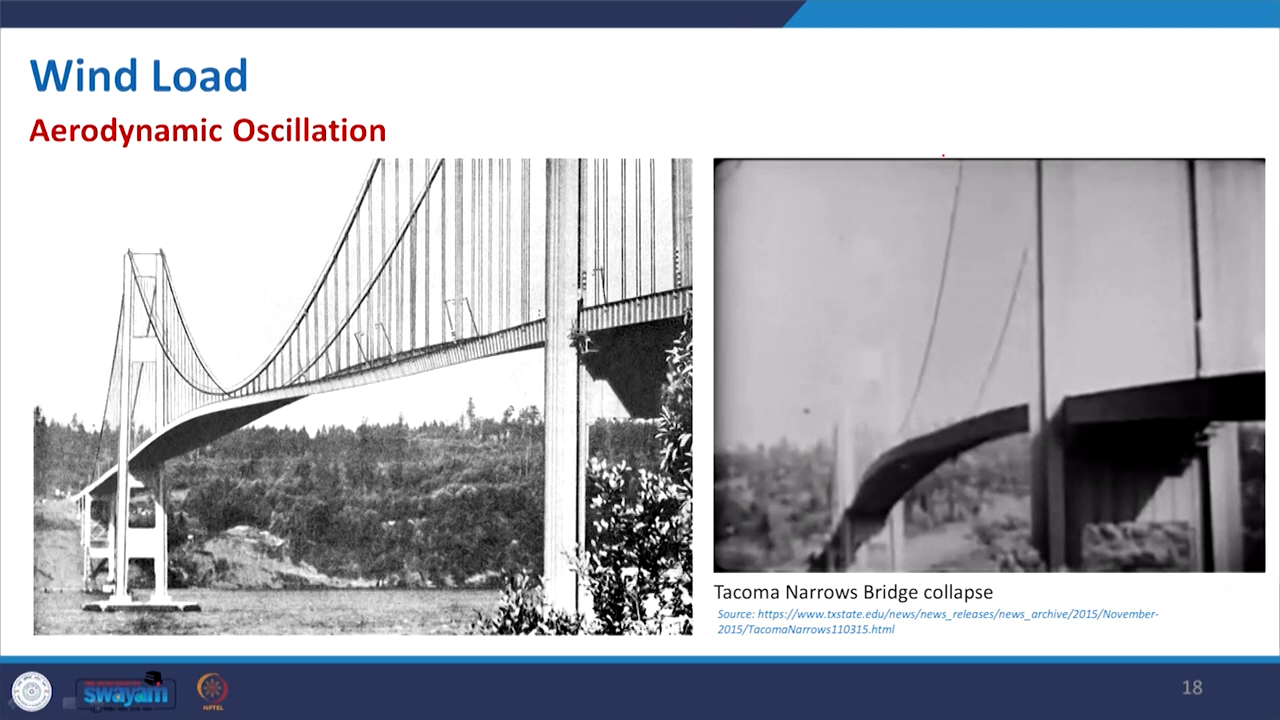 Wind Load
Aerodynamic Oscillation
Tacoma Narrows Bridge collapse
Source: https://www.txstate.edu/news/news_releases/news_archive/2015/November-
2015/TacomaNarrows110315.html
swayam
NPTEL
18